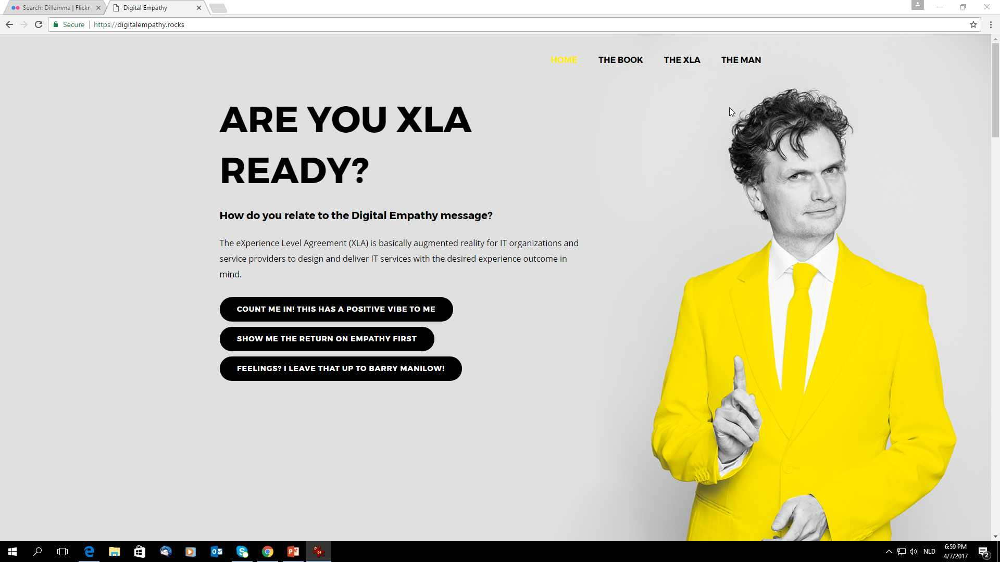 Search: Dillemma | Flickr
Digital Empathy
Secure
https://digitalempathy.rocks
HOME THE BOOK THE XLA THE MAN
ARE YOU XLA
READY?
How do you relate to the Digital Empathy message?
The eXperience Level Agreement (XLA) is basically augmented reality for IT organizations and
service providers to design and deliver IT services with the desired experience outcome in
mind.
COUNT ME IN! THIS HAS A POSITIVE VIBE TO ME
SHOW ME THE RETURN ON EMPATHY FIRST
FEELINGS? I LEAVE THAT UP TO BARRY MANILOW!
64
NLD
6:59 PM
4/7/2017
2